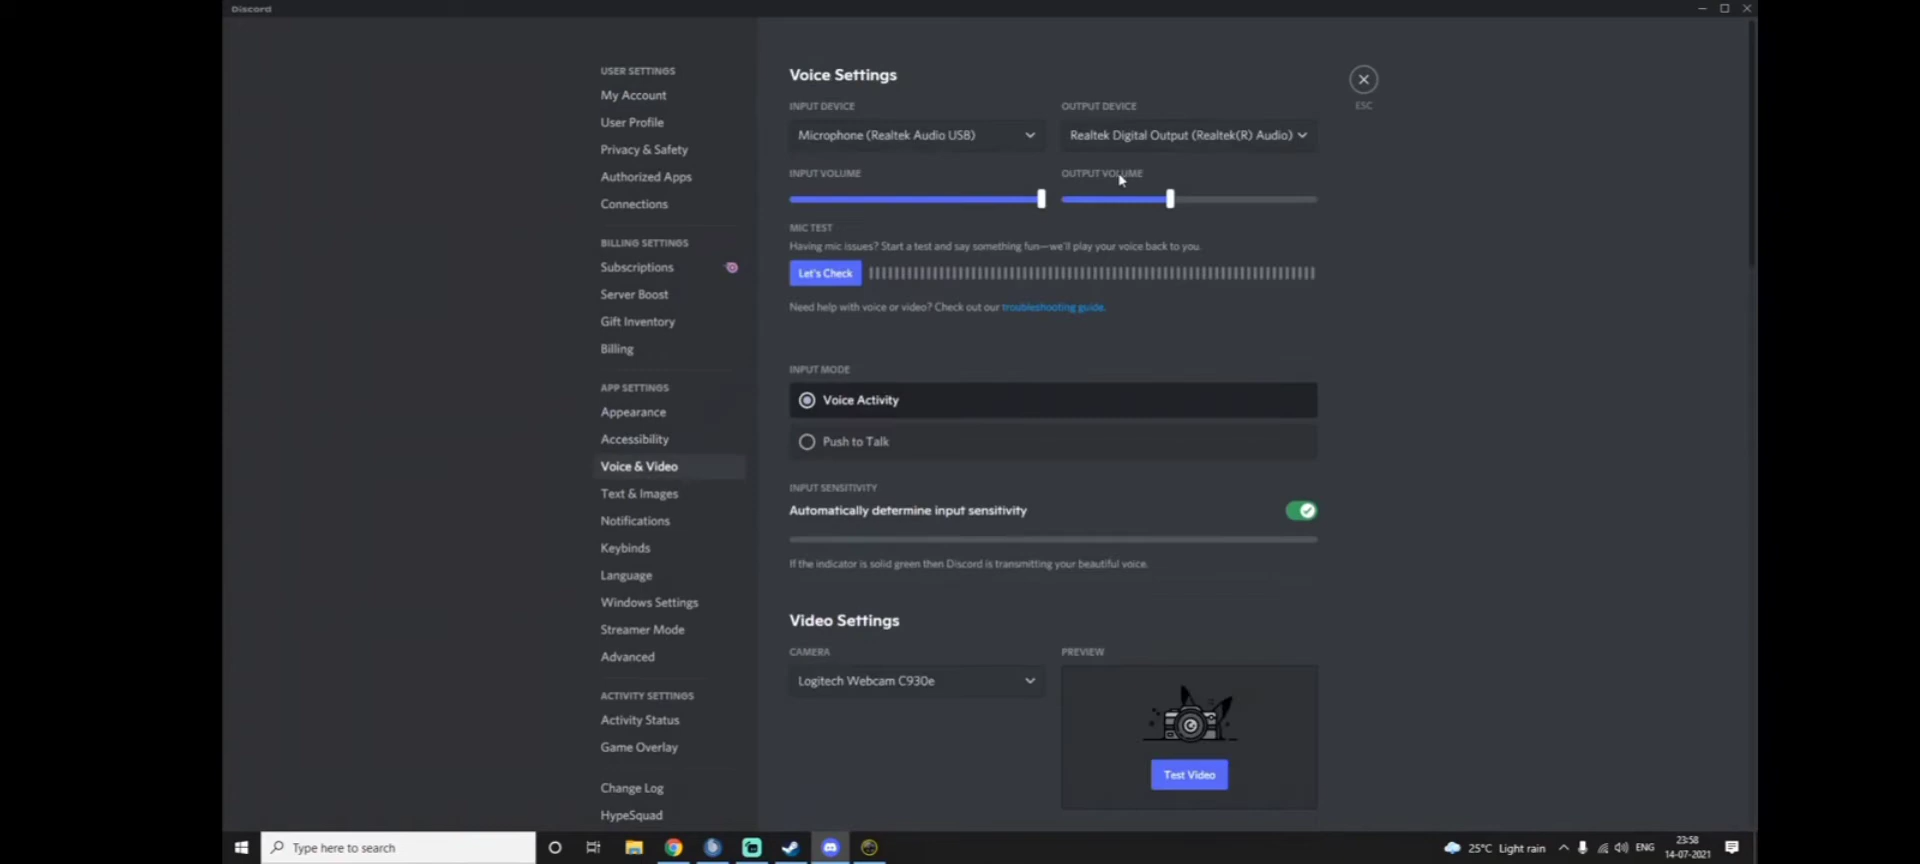 Discord
USER SETTINGS
My Account
User Profile
Privacy & Safety
Authorized Apps
Connections
BILLING SETTINGS
Subscriptions
Server Boost
Gift Inventory
Billing
APP SETTINGS
Appearance
Accessibility
Voice & Video
Text & Images
Notifications
Keybinds
Language
Windows Settings
Streamer Mode
Advanced
ACTIVITY SETTINGS
Activity Status
Game Overlay
Change Log
HypeSquad
Voice Settings
ESC
INPUT DEVICE
Microphone (Realtek Audio USB)
OUTPUT DEVICE
Realtek Digital Output (Realtek(R) Audio)
INPUT VOLUME
OUTPUT VOLUME
MIC TEST
Having mic issues? Start a test and say something fun—we'll play your voice back to you.
Let's Check
Need help with voice or video? Check out our troubleshooting guide.
INPUT MODE
Voice Activity
Push to Talk
INPUT SENSITIVITY
Automatically determine input sensitivity
If the indicator is solid green then Discord is transmitting your beautiful voice.
Video Settings
CAMERA
Logitech Webcam C930e
PREVIEW
Test Video
Type here to search
25°C Light rain
ENG
23:58
14-07-2021